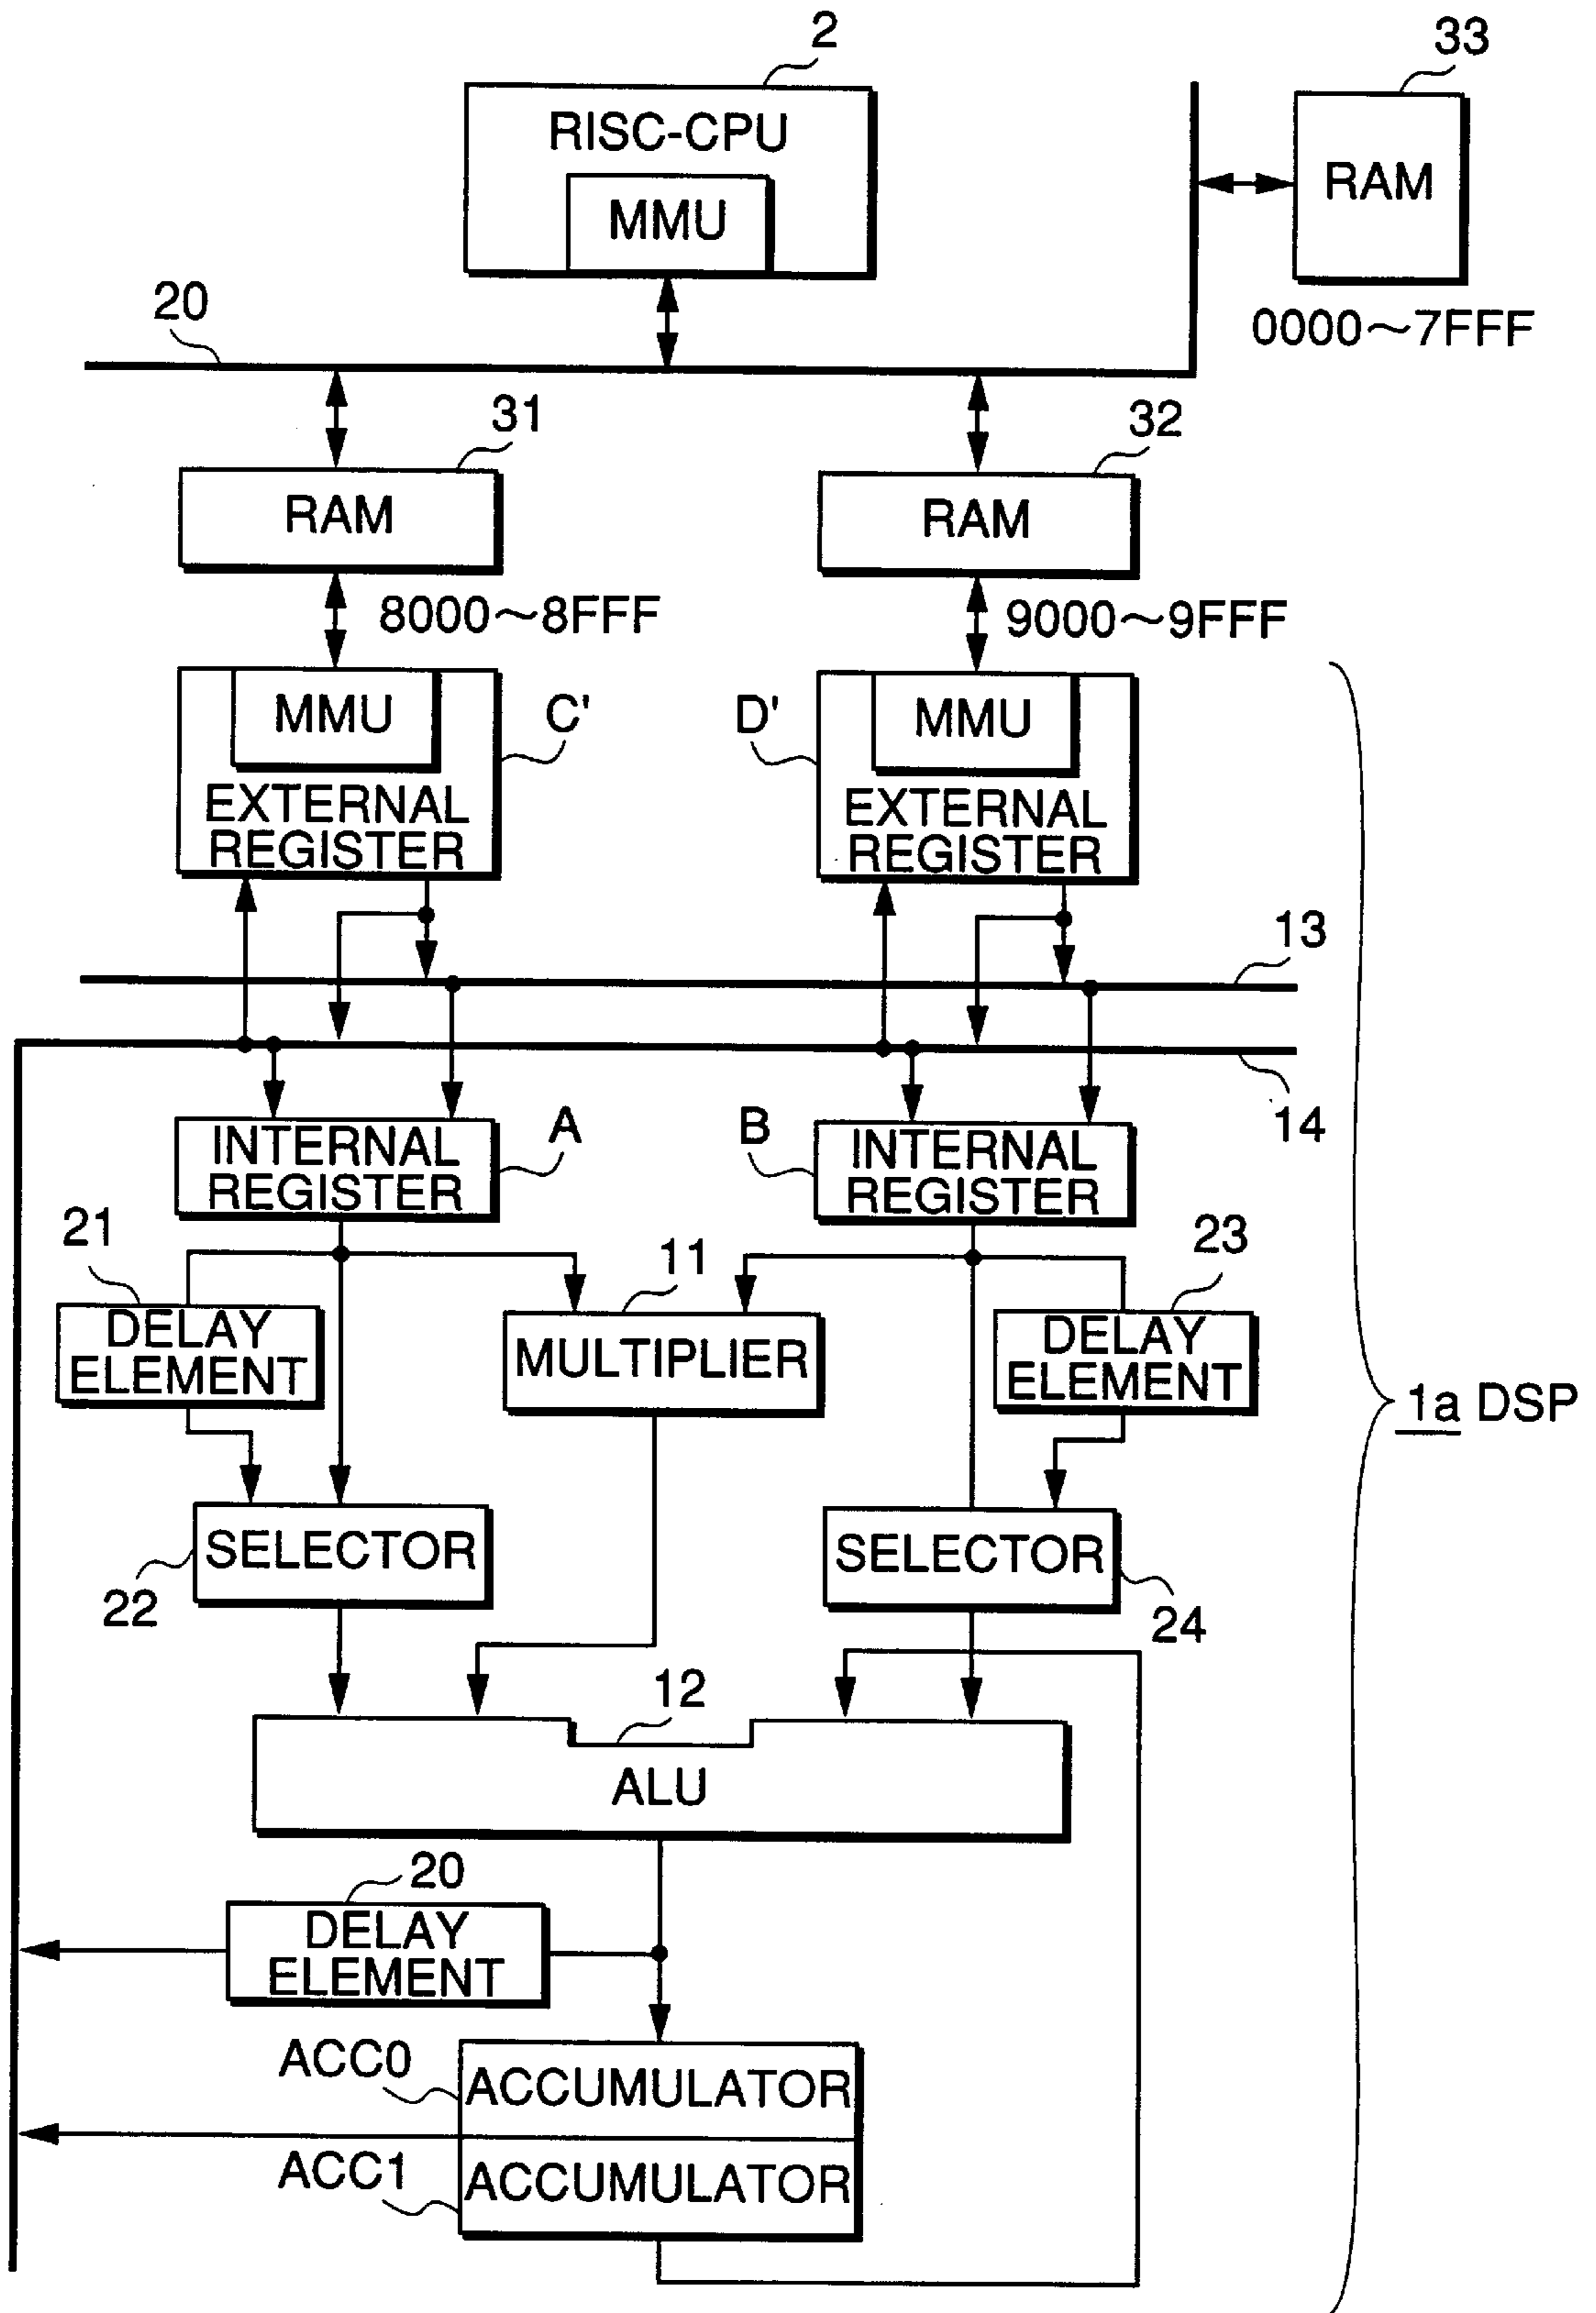 2
33
RISC-CPU
MMU
RAM
20
0000~7FFF
31
32
RAM
RAM
8000~8FFF
9000~9FFF
MMU
C'
D'
MMU
EXTERNAL
REGISTER
EXTERNAL
REGISTER
13
14
INTERNAL
REGISTER
A
B
INTERNAL
REGISTER
21
11
23
DELAY
ELEMENT
MULTIPLIER
DELAY
ELEMENT
1a DSP
SELECTOR
SELECTOR
22
24
12
ALU
20
DELAY
ELEMENT
ACC0
ACCUMULATOR
ACC1
ACCUMULATOR